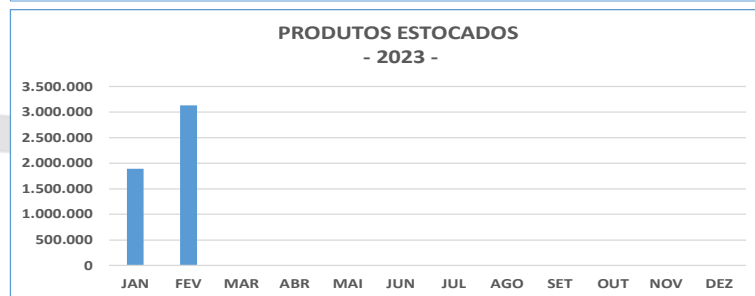 PRODUTOS ESTOCADOS
- 2023 -
3.500.000
3.000.000
2.500.000
2.000.000
1.500.000
1.000.000
500.000
0
JAN FEV MAR ABR MAI JUN JUL AGO SET OUT NOV DEZ